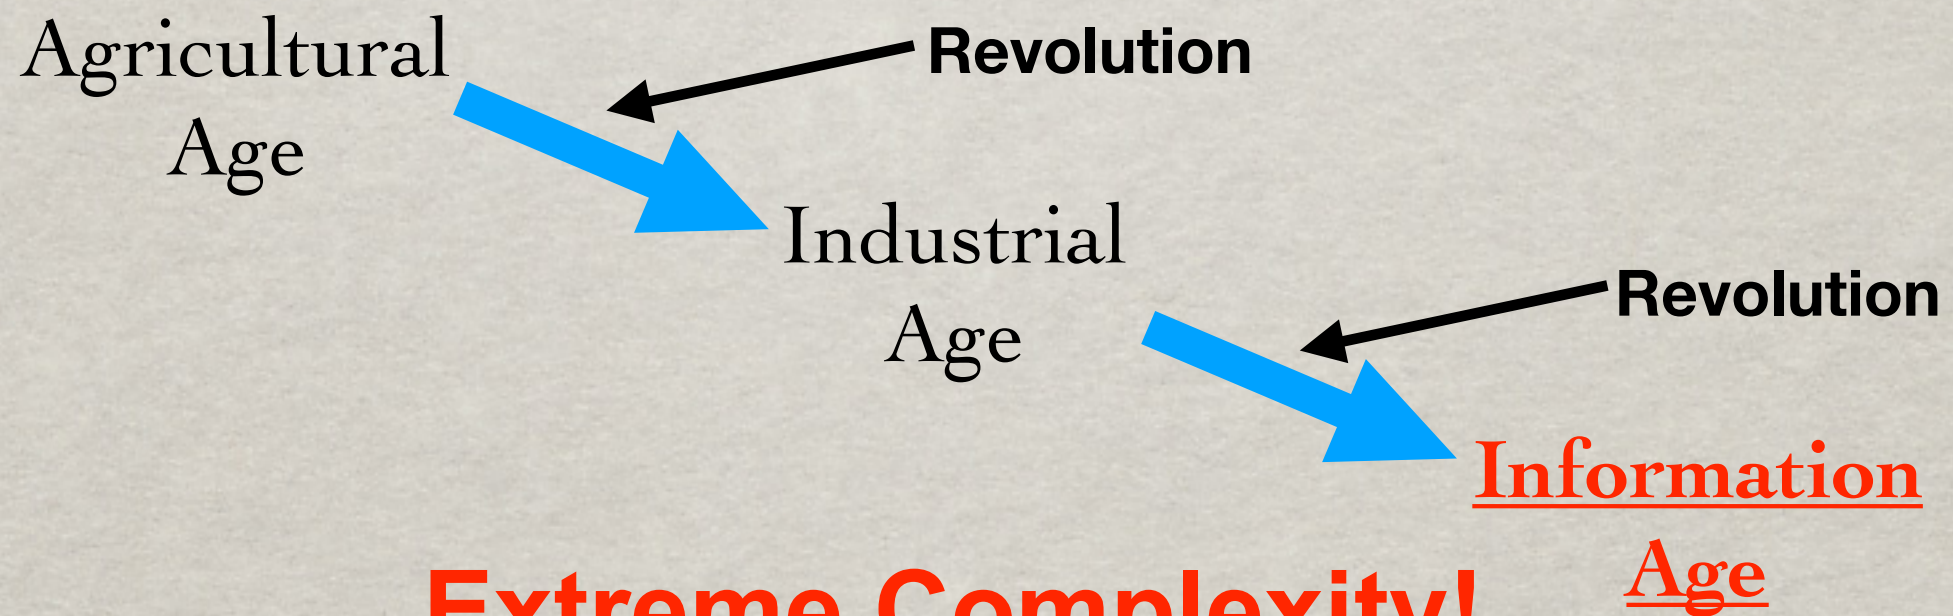 Agricultural
Age
Revolution
Industrial
Age
Revolution
Information
Age
Extreme Complexity!